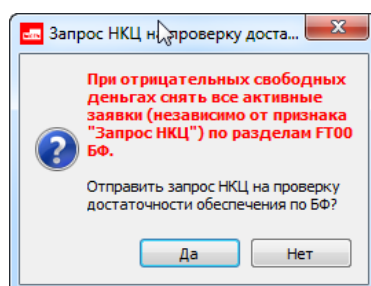 Запрос НКЦ на проверку доста...
При отрицательных свободных
деньгах снять все активные
заявки (независимо от признака
"Запрос НКЦ") по разделам FT00
БФ.
Отправить запрос НКЦ на проверку
достаточности обеспечения по БФ?
Да
Нет